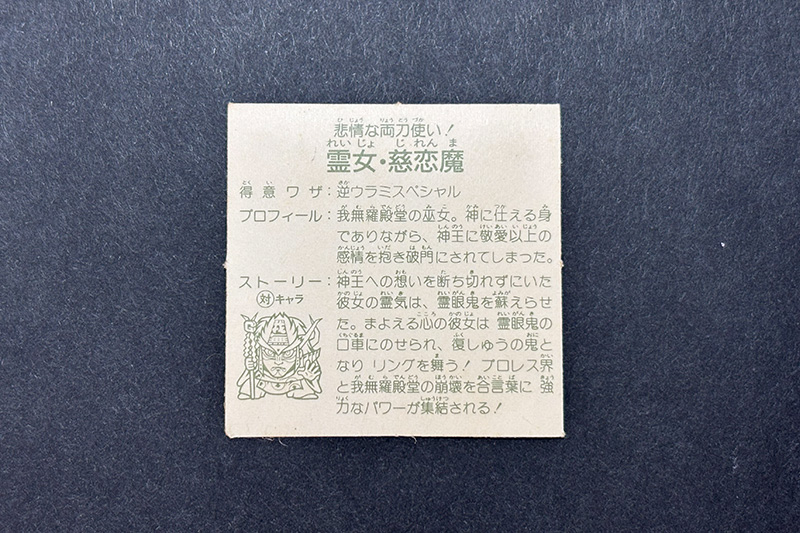 悲情な両刀使い！
霊女・慈恋魔
得意ワザ：逆ウラミスペシャル
プロフィール：我無羅殿堂の巫女。神に仕える身
でありながら、神王に敬愛以上の
感情を抱き破門にされてしまった。
ストーリー：神王への想いを断ち切れずにいた
対キャラ
彼女の霊気は、霊眼鬼を蘇えらせ
た。まよえる心の彼女は 霊眼鬼の
口車にのせられ、復しゅうの鬼と
なり リングを舞う！ プロレス界
と我無羅殿堂の崩壊を合言葉に 強
力なパワーが集結される！